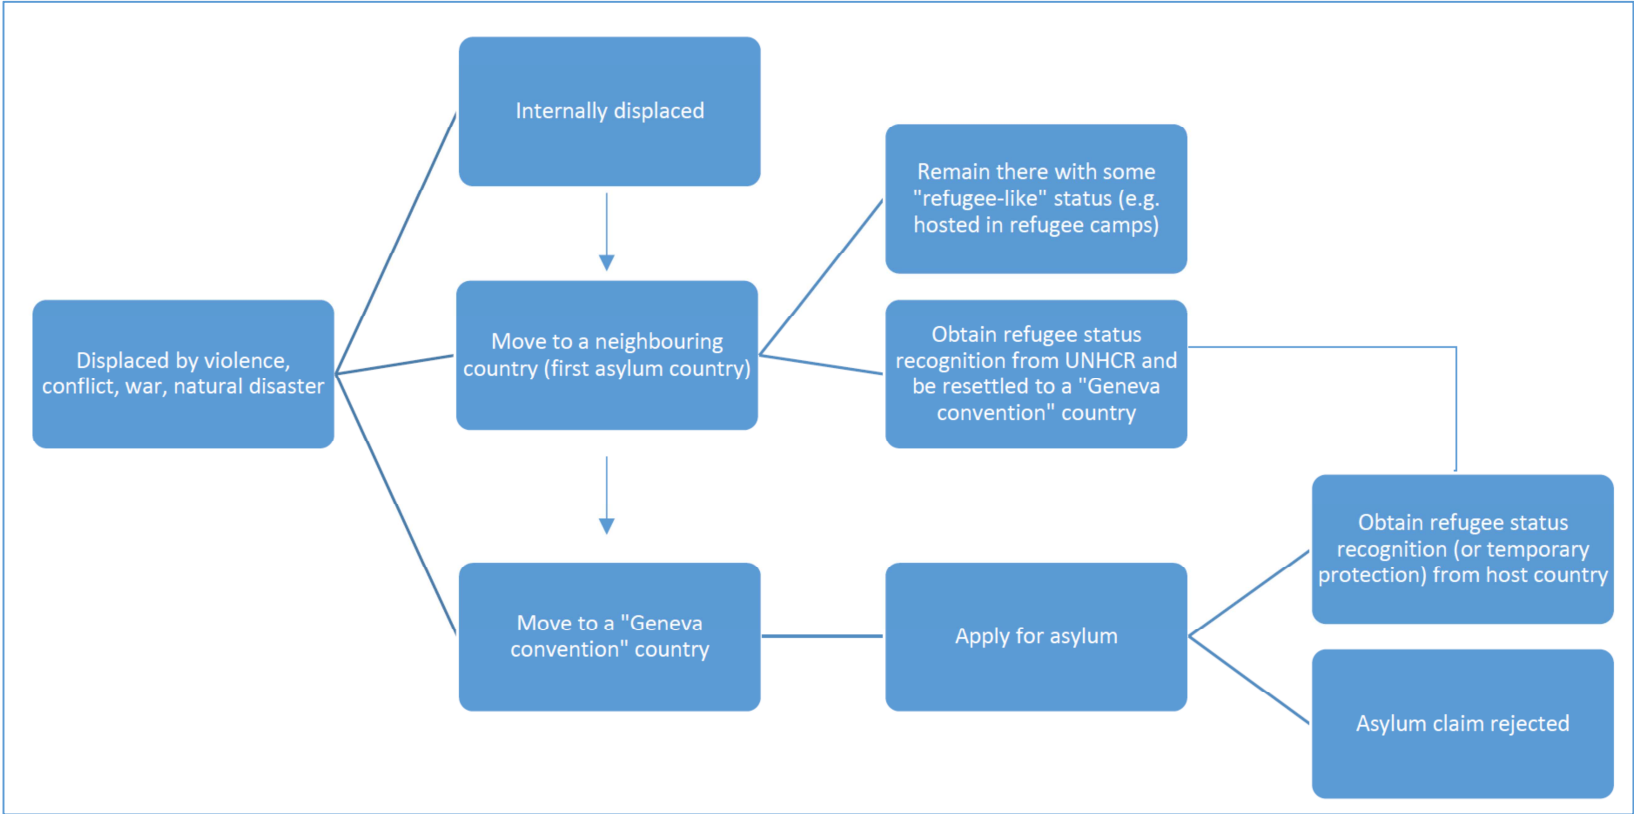 Internally displaced
Remain there with some
"refugee-like" status (e.g.
hosted in refugee camps)
Displaced by violence,
conflict, war, natural disaster
Move to a neighbouring
country (first asylum country)
Obtain refugee status
recognition from UNHCR and
be resettled to a "Geneva
convention" country
Move to a "Geneva
convention" country
Apply for asylum
Obtain refugee status
recognition (or temporary
protection) from host country
Asylum claim rejected